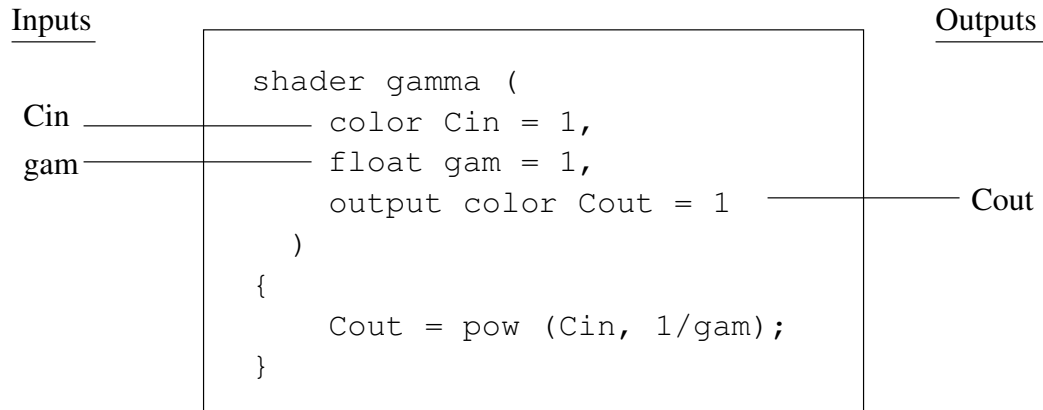 Inputs Outputs
shader gamma (
Cin color Cin = 1,
gam float gam = 1,
output color Cout = 1 Cout
)
{
Cout = pow (Cin, 1/gam);
}